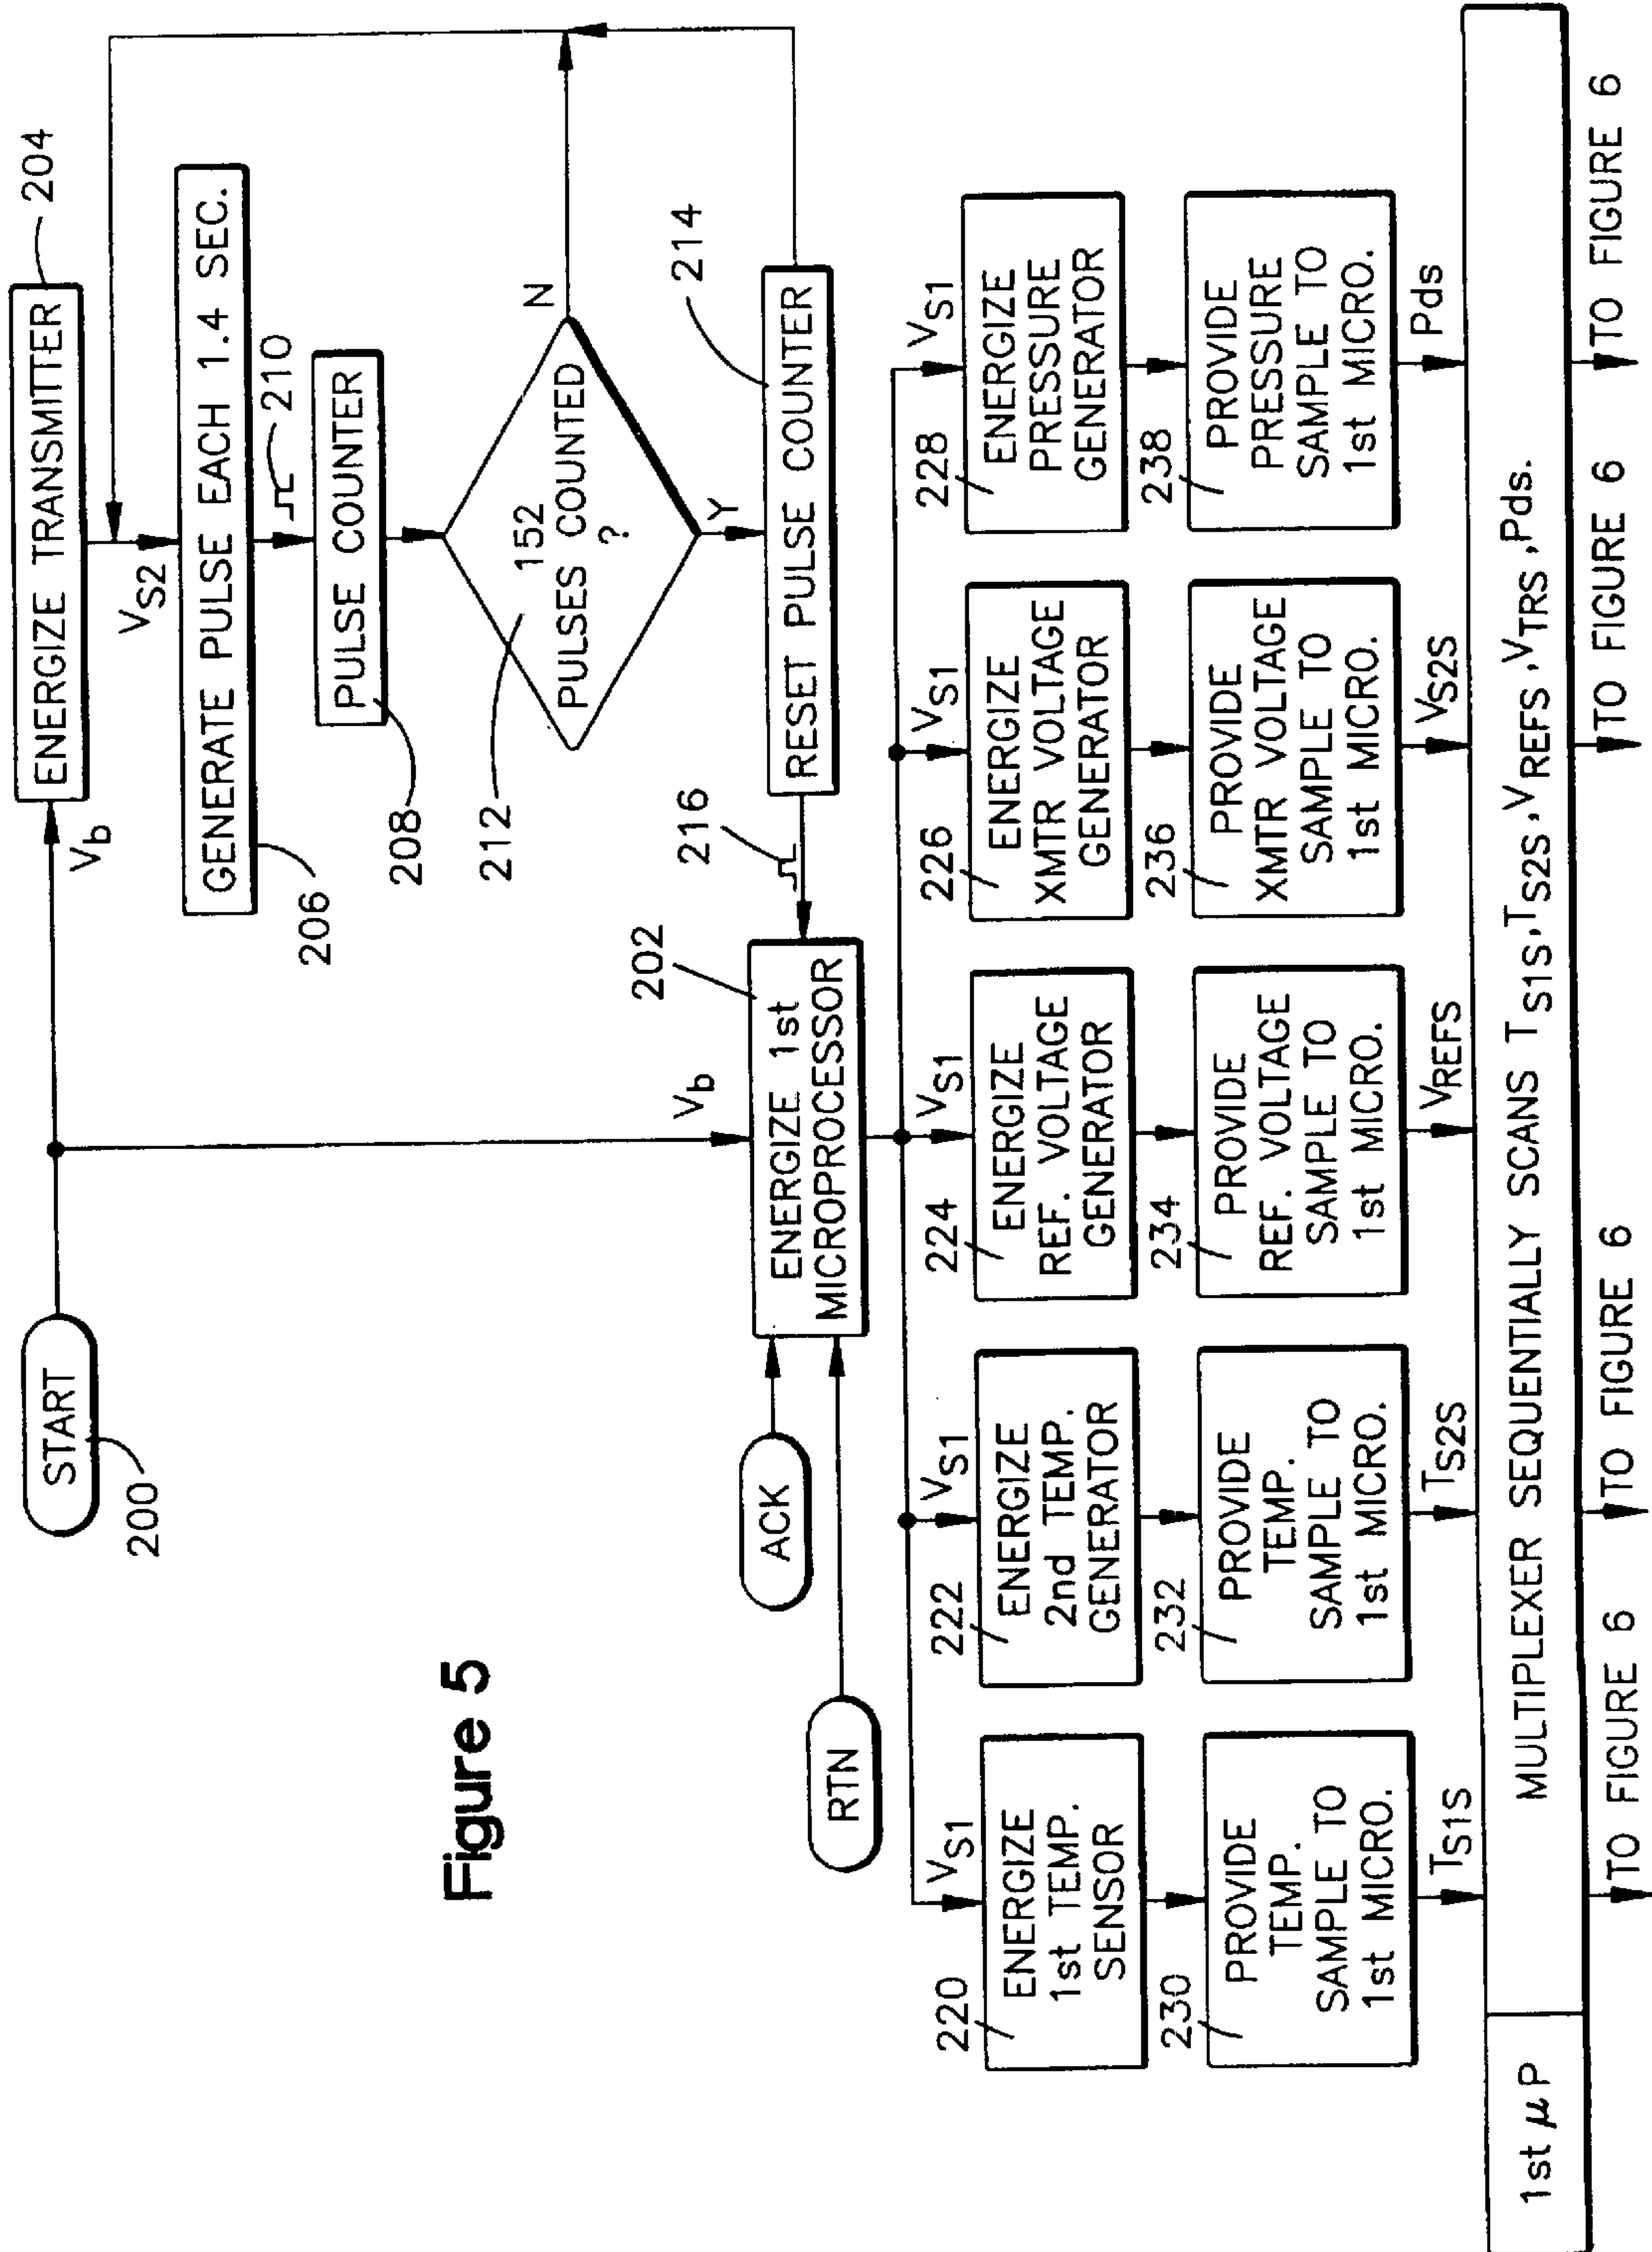 START
200
V_b
ENERGIZE TRANSMITTER
204
V_S2
GENERATE PULSE EACH 1.4 SEC.
206
210
PULSE COUNTER
208
152
PULSES COUNTED
?
212
N
Y
RESET PULSE COUNTER
214
216
V_b
202
ENERGIZE 1st
MICROPROCESSOR
ACK
RTN
Figure 5
V_S1
220
ENERGIZE
1st TEMP.
SENSOR
V_S1
222
ENERGIZE
2nd TEMP.
GENERATOR
V_S1
224
ENERGIZE
REF. VOLTAGE
GENERATOR
V_S1
226
ENERGIZE
XMTR VOLTAGE
GENERATOR
V_S1
228
ENERGIZE
PRESSURE
GENERATOR
230
PROVIDE
TEMP.
SAMPLE TO
1st MICRO.
232
PROVIDE
TEMP.
SAMPLE TO
1st MICRO.
234
PROVIDE
REF. VOLTAGE
SAMPLE TO
1st MICRO.
236
PROVIDE
XMTR VOLTAGE
SAMPLE TO
1st MICRO.
238
PROVIDE
PRESSURE
SAMPLE TO
1st MICRO.
T_S1S
T_S2S
V_REFS
V_S2S
Pds
1st μP
MULTIPLEXER SEQUENTIALLY SCANS T_S1S,T_S2S,V_REFS,V_TRS,Pds.
TO FIGURE 6
TO FIGURE 6
TO FIGURE 6
TO FIGURE 6